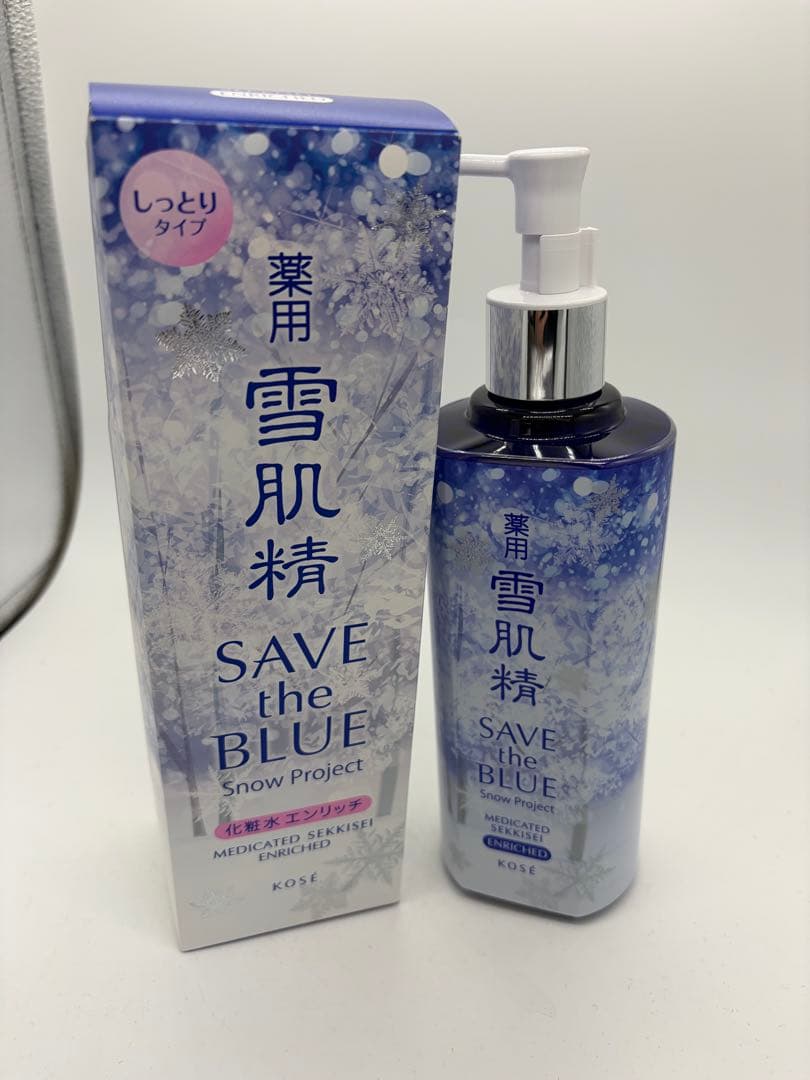 ENRICHED
しっとり
タイプ
薬用
雪肌精
SAVE
the
BLUE
Snow Project
化粧水 エンリッチ
MEDICATED SEKKISEI
ENRICHED
KOSÉ
薬用
雪肌精
SAVE
the
BLUE
Snow Project
MEDICATED
SEKKISEI
ENRICHED
KOSÉ